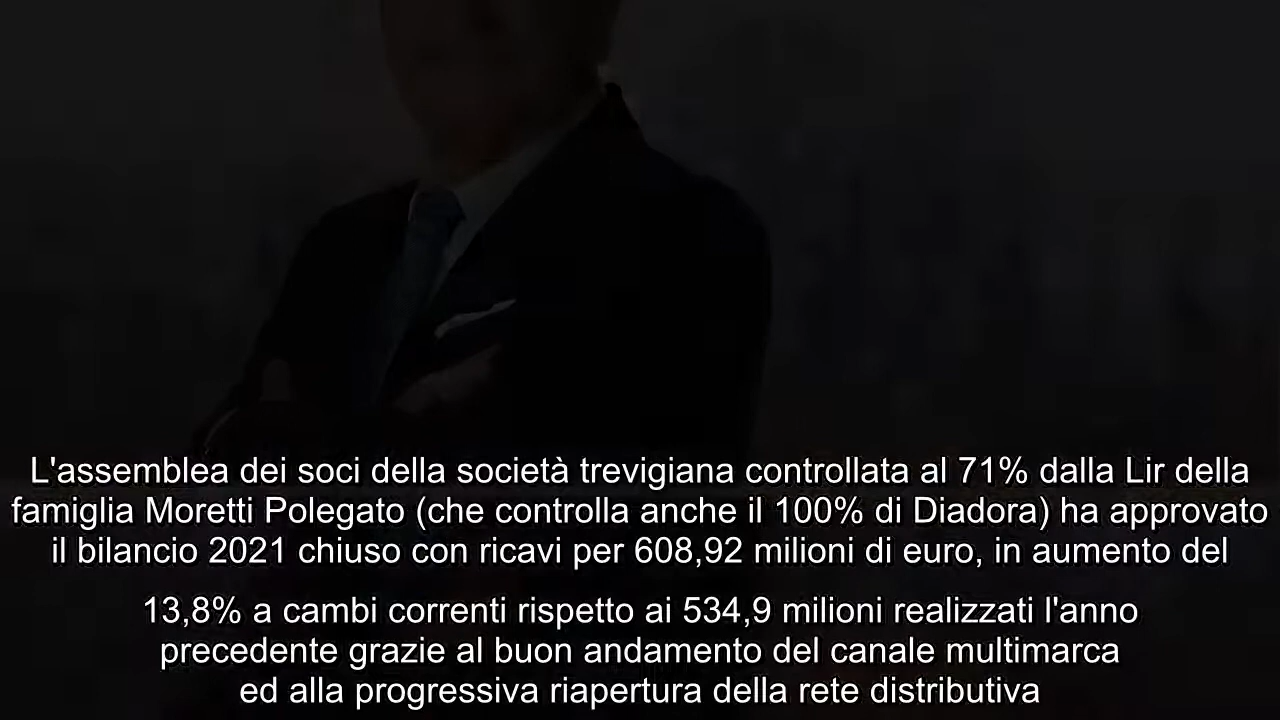 L'assemblea dei soci della società trevigiana controllata al 71% dalla Lir della
famiglia Moretti Polegato (che controlla anche il 100% di Diadora) ha approvato
il bilancio 2021 chiuso con ricavi per 608,92 milioni di euro, in aumento del
13,8% a cambi correnti rispetto ai 534,9 milioni realizzati l'anno
precedente grazie al buon andamento del canale multimarca
ed alla progressiva riapertura della rete distributiva